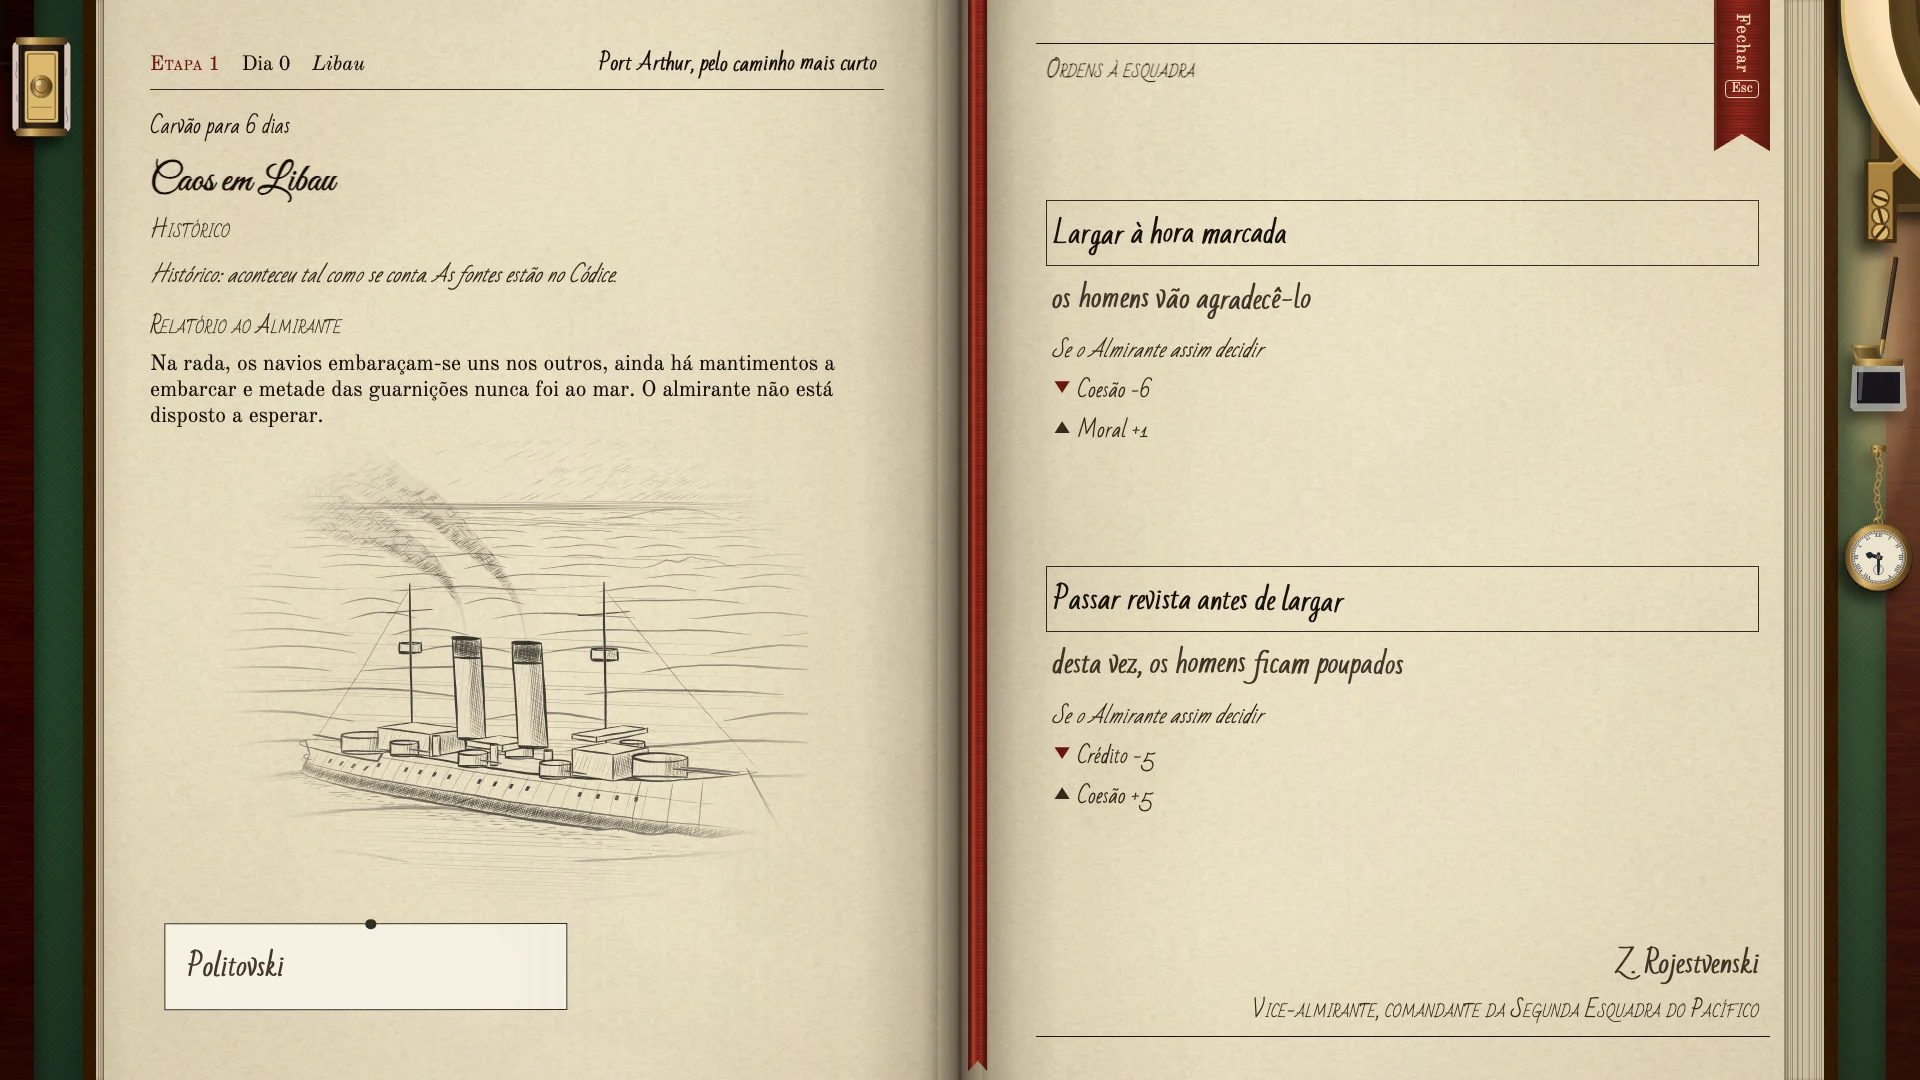 Etapa 1 Dia 0 Libau Port Arthur, pelo caminho mais curto
Carvão para 6 dias
Caos em Libau
Histórico
Histórico: aconteceu tal como se conta. As fontes estão no Códice.
Relatório ao Almirante
Na rada, os navios embaraçam-se uns nos outros, ainda há mantimentos a
embarcar e metade das guarnições nunca foi ao mar. O almirante não está
disposto a esperar.
Politovski
Fechar
Esc
Ordens à esquadra
Largar à hora marcada
os homens vão agradecê-lo
Se o Almirante assim decidir
▼ Coesão -6
▲ Moral +1
Passar revista antes de largar
desta vez, os homens ficam poupados
Se o Almirante assim decidir
▼ Crédito -5
▲ Coesão +5
Z. Rojestvenski
Vice-almirante, comandante da Segunda Esquadra do Pacífico